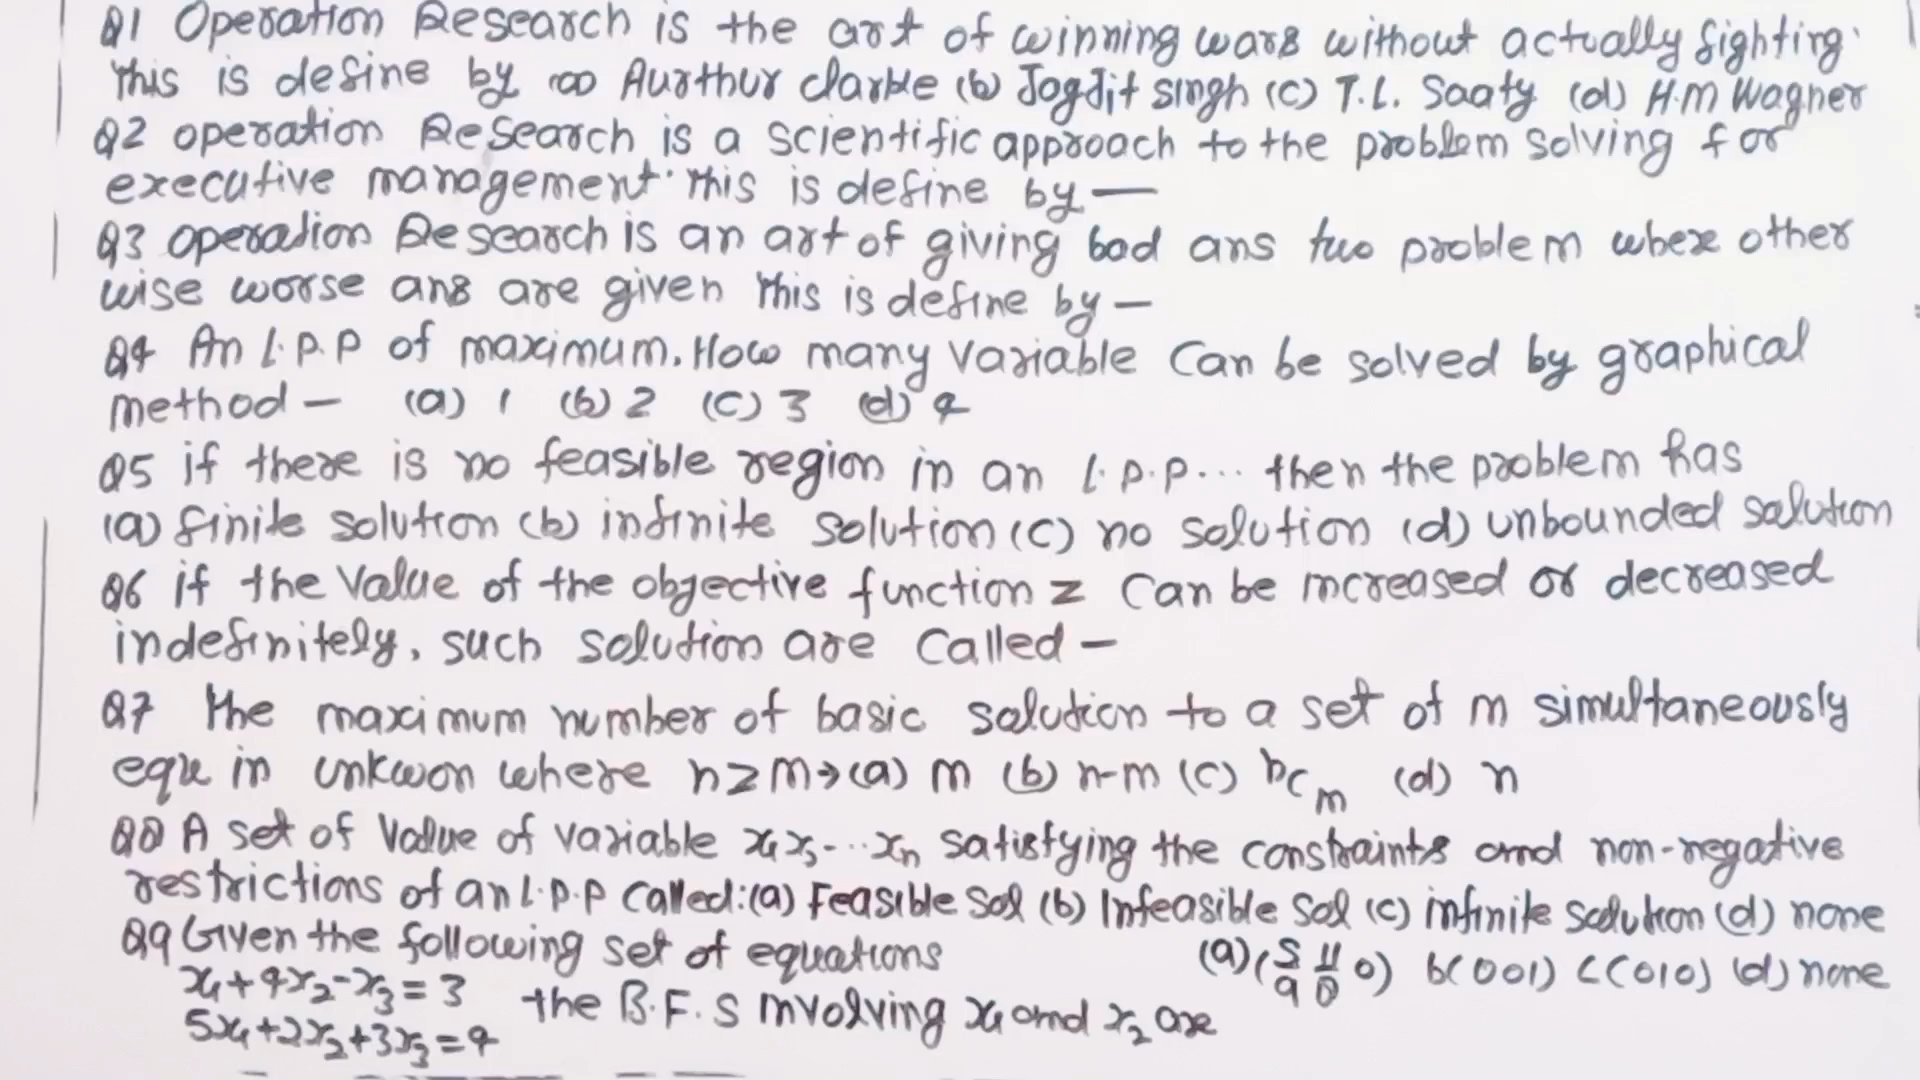 Q1 Operation Research is the art of winning wars without actually fighting.
This is define by (a) Aurthur clarke (b) Jogjit singh (c) T.L. Saaty (d) H.M Wagner
Q2 operation Research is a scientific approach to the problem solving for
executive management. This is define by —
Q3 operation Research is an art of giving bad ans two problem where other
wise worse ans are given This is define by —
Q4 An L.P.P of maximum. How many variable can be solved by graphical
method — (a) 1 (b) 2 (c) 3 (d) 4
Q5 if there is no feasible region in an L.P.P... then the problem has
(a) finite solution (b) infinite solution (c) no solution (d) unbounded solution
Q6 if the value of the objective function z can be increased or decreased
indefinitely, such solution are called —
Q7 The maximum number of basic solution to a set of m simultaneously
equ in unkwon where n≥m→(a) m (b) n-m (c) ⁿCₘ (d) n
Q8 A set of value of variable x₁ x₂-...xₙ satisfying the constraints and non-negative
restrictions of an L.P.P called:(a) Feasible sol (b) Infeasible sol (c) infinite solution (d) none
Q9 Given the following set of equations (a)(5/9 11/0 0) b(001) c(010) (d) none
x₁+4x₂-x₃=3 the B.F.S involving x₁ and x₂ are
5x₁+2x₂+3x₃=4